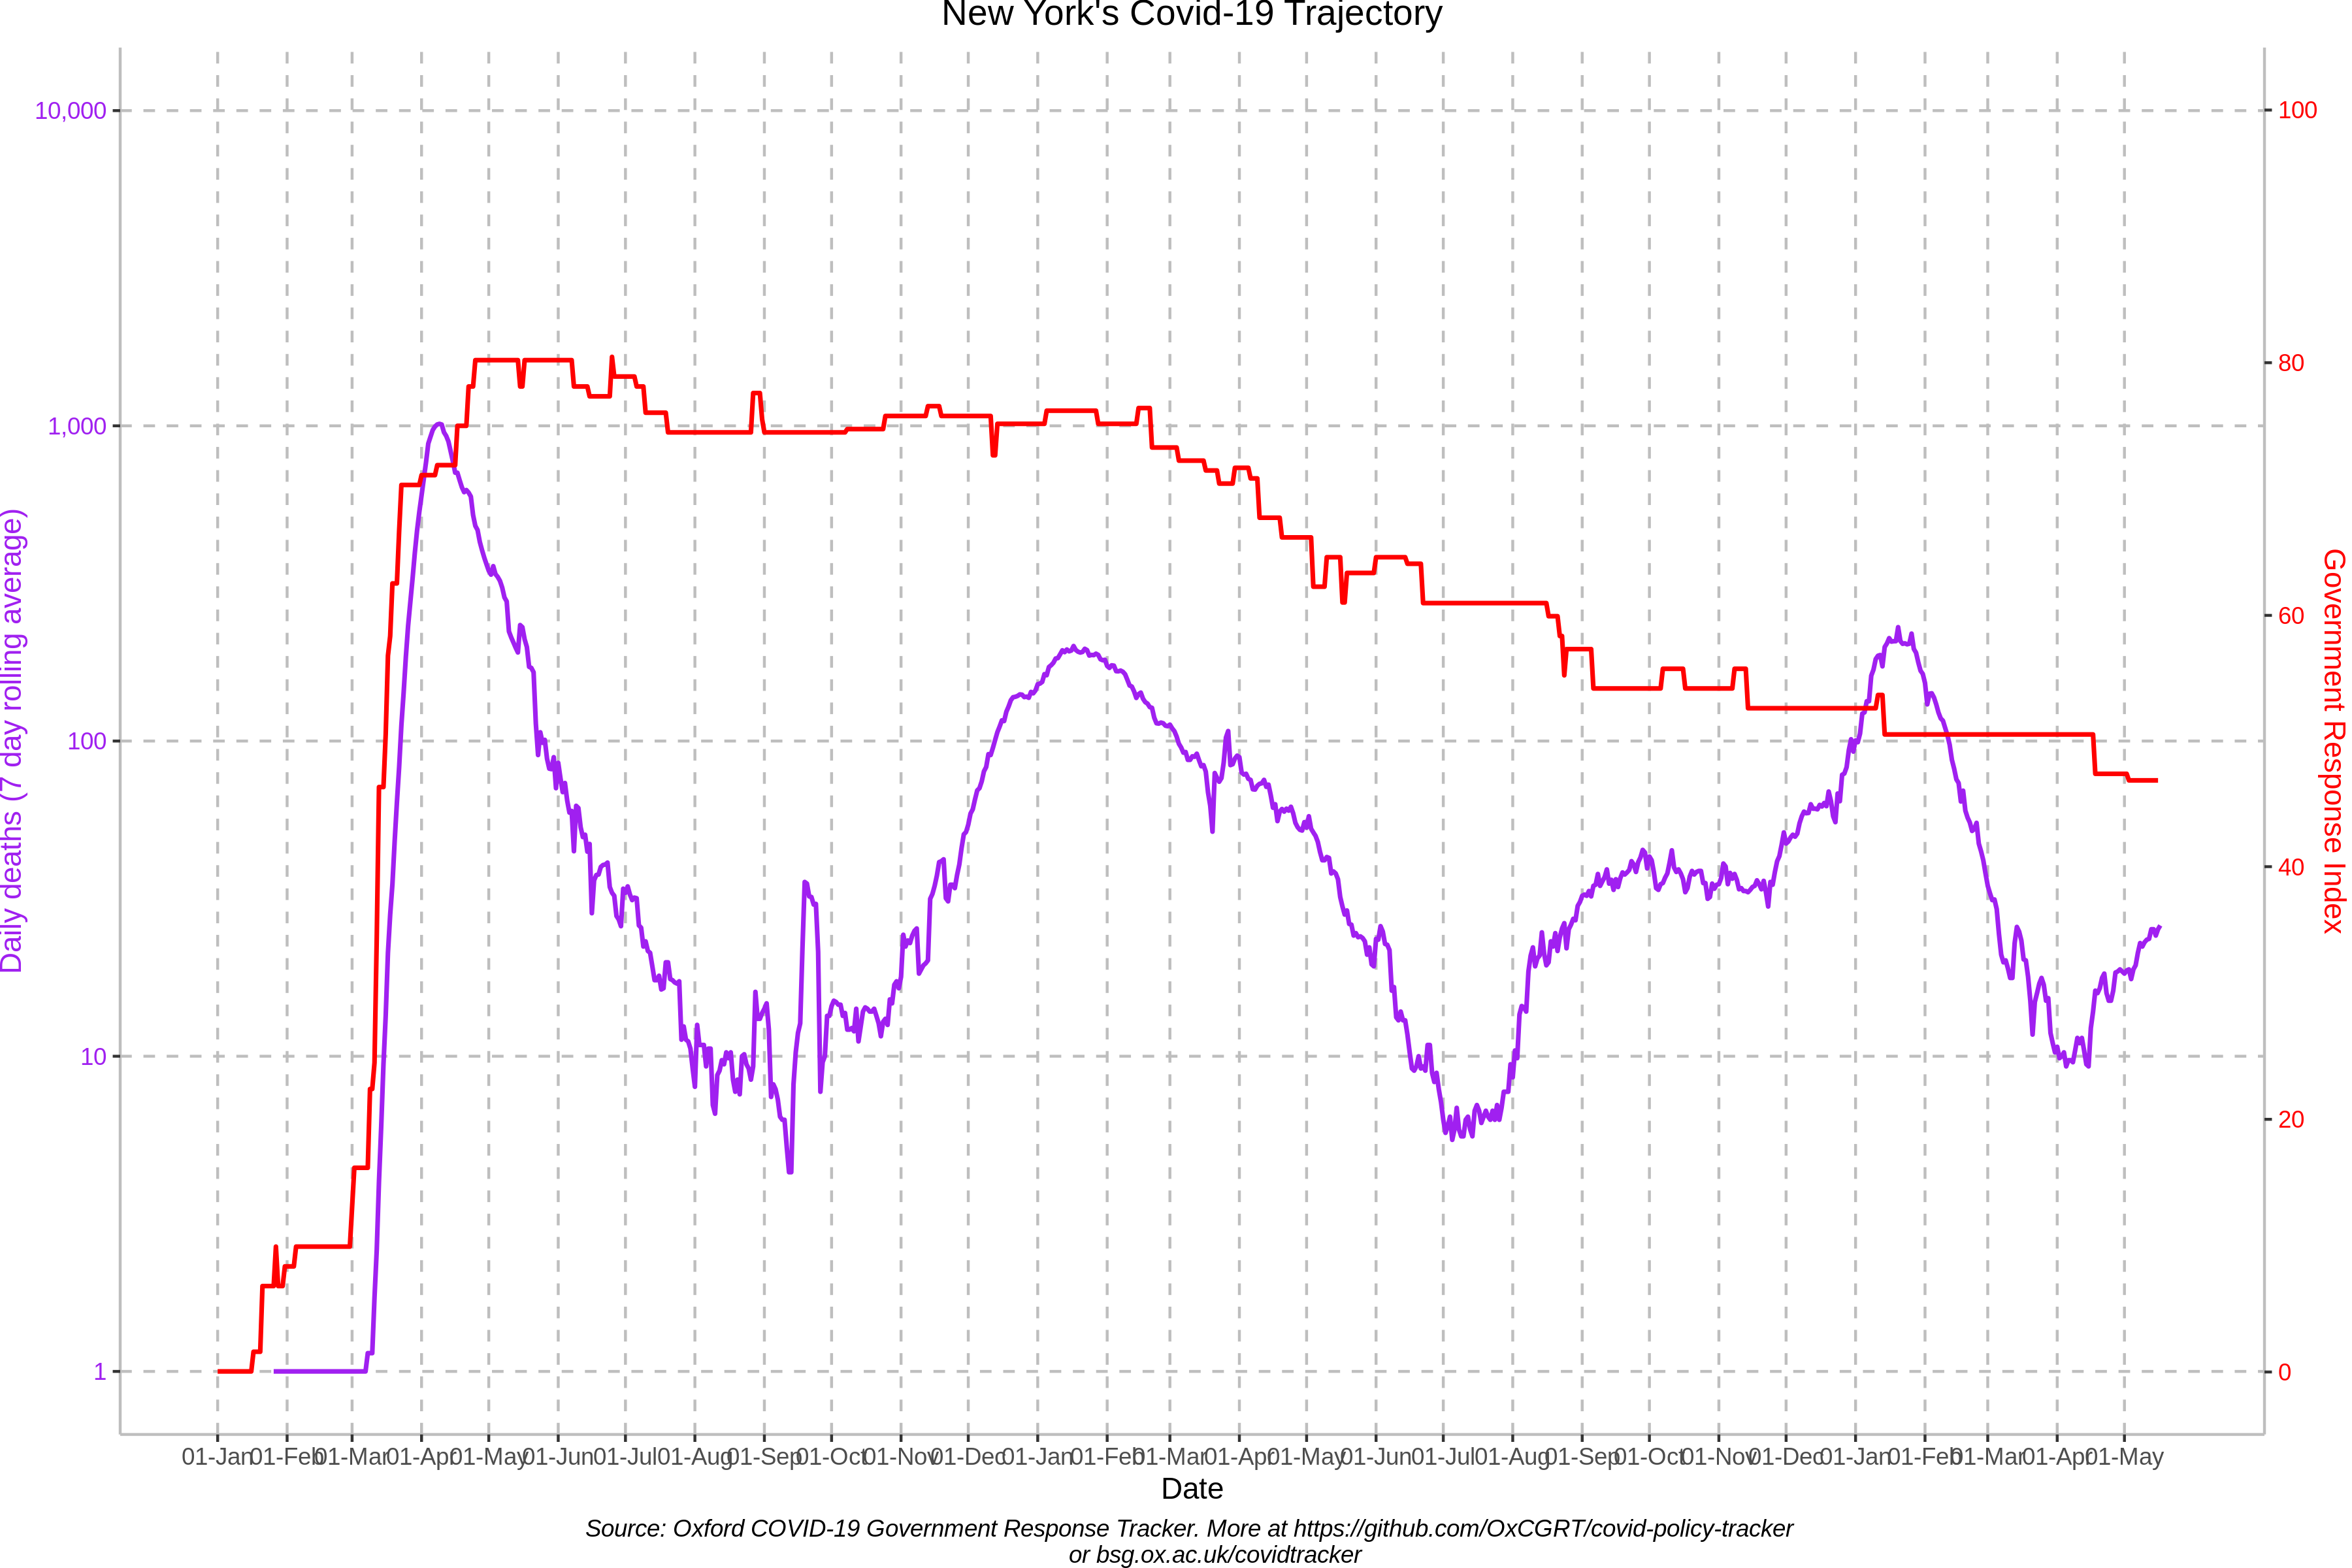 New York's Covid-19 Trajectory
10,000
1,000
100
10
1
Daily deaths (7 day rolling average)
100
80
60
40
20
0
Government Response Index
01-Jan 01-Feb 01-Mar 01-Apr 01-May 01-Jun 01-Jul 01-Aug 01-Sep 01-Oct 01-Nov 01-Dec 01-Jan 01-Feb 01-Mar 01-Apr 01-May 01-Jun 01-Jul 01-Aug 01-Sep 01-Oct 01-Nov 01-Dec 01-Jan 01-Feb 01-Mar 01-Apr 01-May
Date
Source: Oxford COVID-19 Government Response Tracker. More at https://github.com/OxCGRT/covid-policy-tracker
or bsg.ox.ac.uk/covidtracker